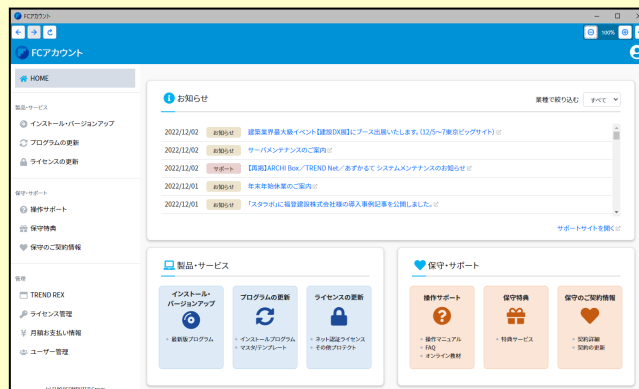 FCアカウント
100%
FCアカウント
HOME
お知らせ
業種で絞り込む すべて
製品・サービス
インストール・バージョンアップ
プログラムの更新
ライセンスの更新
2022/12/02 お知らせ 建築業界最大級イベント【建設DX展】にブース出展いたします。(12/5~7東京ビッグサイト)
2022/12/02 お知らせ サーバメンテナンスのご案内
2022/12/02 サポート 【再掲】ARCHI Box/TREND Net/あずかるて システムメンテナンスのお知らせ
2022/12/01 お知らせ 年末年始休業のご案内
2022/12/01 お知らせ 「スタラボ」に福登建設株式会社様の導入事例記事を公開しました。
サポートサイトを開く
保守・サポート
操作サポート
保守特典
保守のご契約情報
管理
TREND REX
ライセンス管理
月額お支払い情報
ユーザー管理
製品・サービス
インストール・
バージョンアップ
最新版プログラム
プログラムの更新
インストールプログラム
マスタ/テンプレート
ライセンスの更新
ネット認証ライセンス
その他プロテクト
保守・サポート
操作サポート
操作マニュアル
FAQ
オンライン教材
保守特典
特典サービス
保守のご契約情報
契約詳細
契約の更新